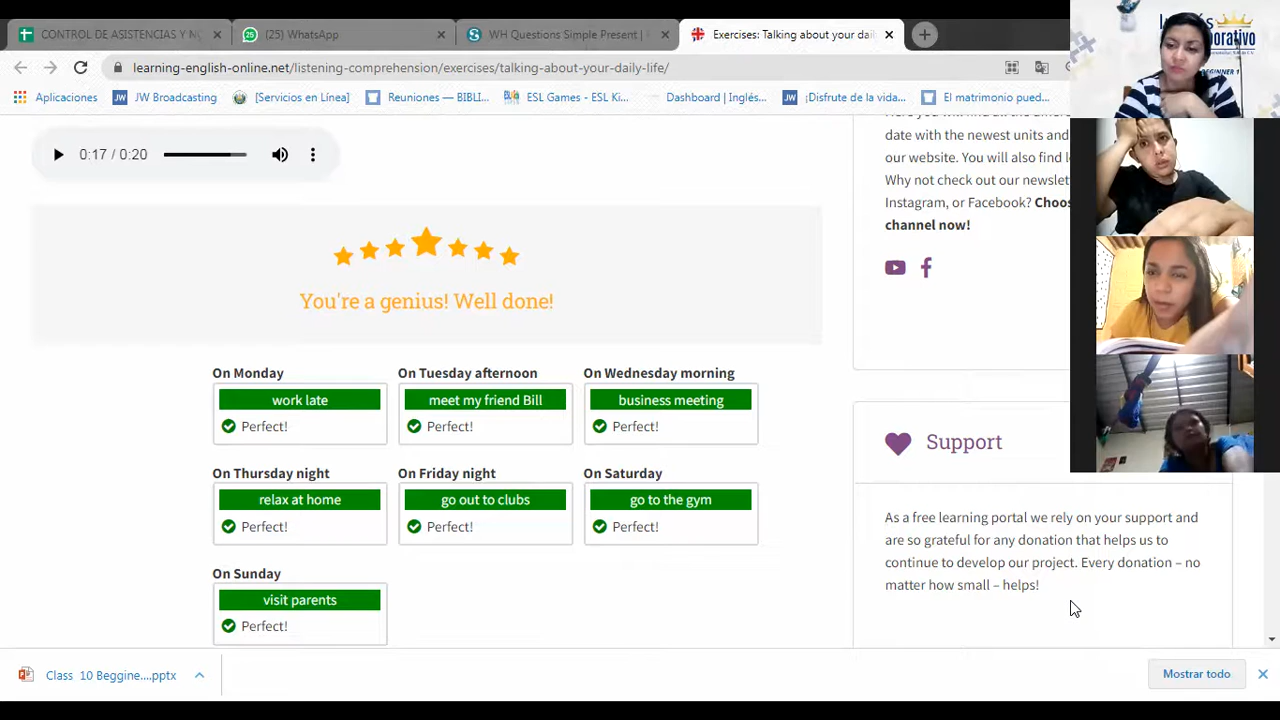 CONTROL DE ASISTENCIAS Y N
(25) WhatsApp
WH Questions Simple Present |
Exercises: Talking about your dail
learning-english-online.net/listening-comprehension/exercises/talking-about-your-daily-life/
Aplicaciones
JW Broadcasting
[Servicios en Línea]
Reuniones — BIBLI...
ESL Games - ESL Ki...
Dashboard | Inglés...
¡Disfrute de la vida...
El matrimonio pued...
date with the newest units and
our website. You will also find l
Why not check out our newslet
Instagram, or Facebook? Choos
channel now!
0:17 / 0:20
You're a genius! Well done!
On Monday
work late
Perfect!
On Tuesday afternoon
meet my friend Bill
Perfect!
On Wednesday morning
business meeting
Perfect!
On Thursday night
relax at home
Perfect!
On Friday night
go out to clubs
Perfect!
On Saturday
go to the gym
Perfect!
On Sunday
visit parents
Perfect!
Support
As a free learning portal we rely on your support and
are so grateful for any donation that helps us to
continue to develop our project. Every donation – no
matter how small – helps!
Class 10 Beggine....pptx
Mostrar todo